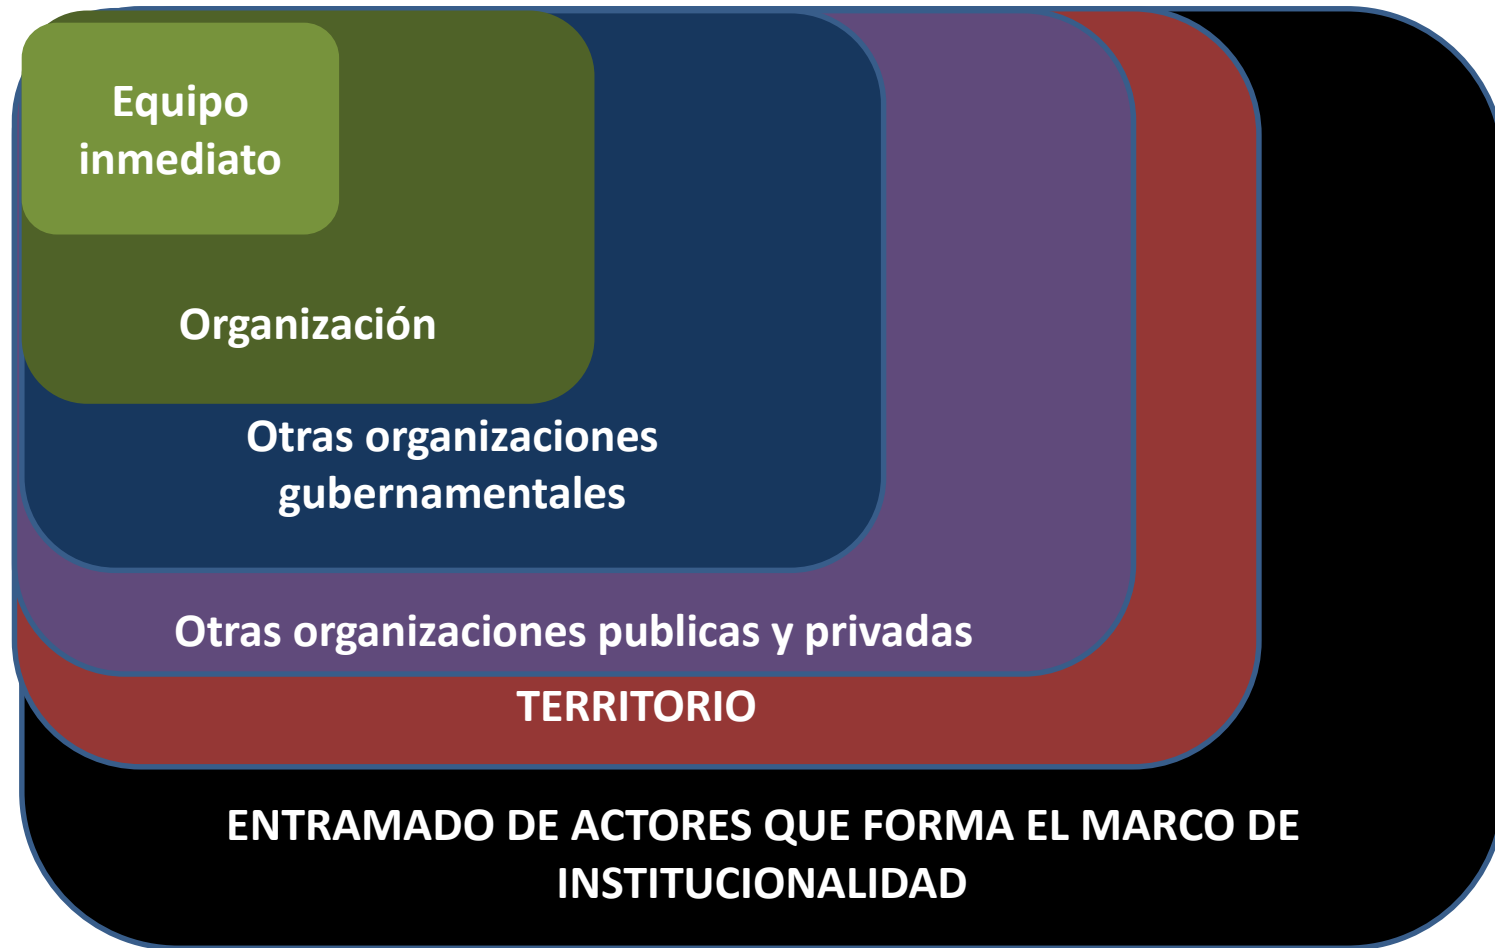 Equipo
inmediato
Organización
Otras organizaciones
gubernamentales
Otras organizaciones publicas y privadas
TERRITORIO
ENTRAMADO DE ACTORES QUE FORMA EL MARCO DE
INSTITUCIONALIDAD